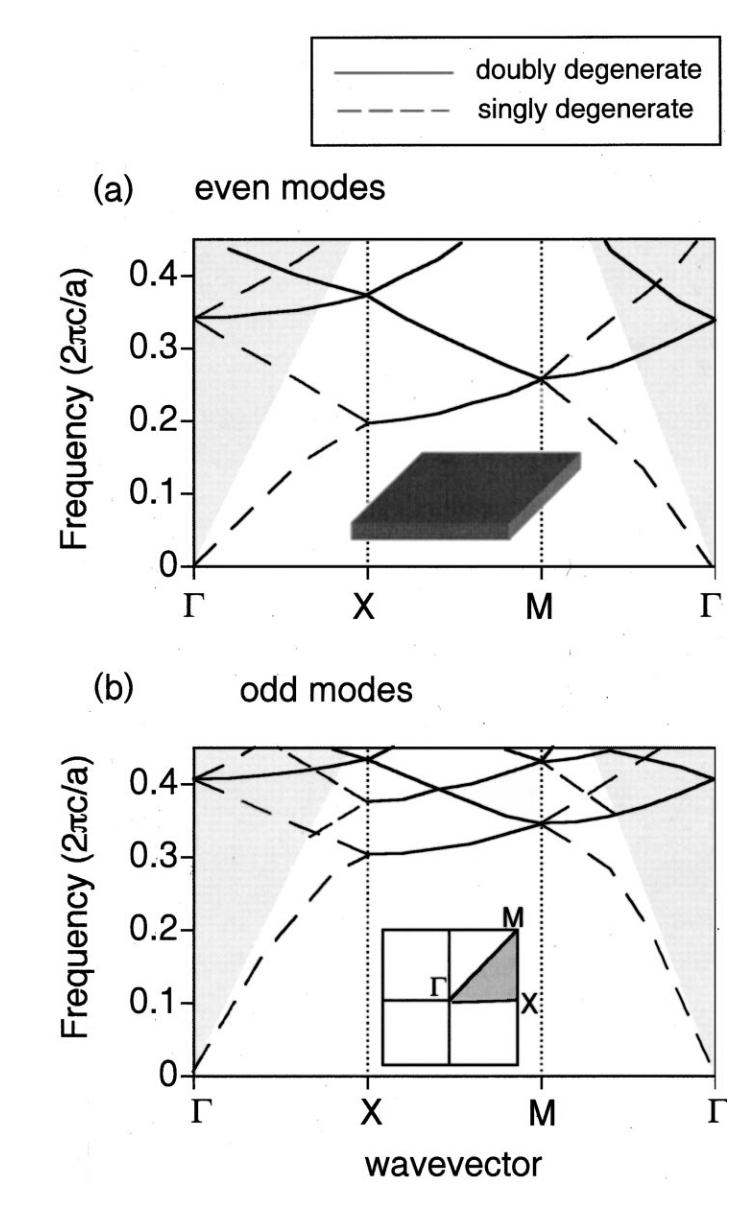 doubly degenerate
singly degenerate
(a) even modes
Frequency (2πc/a)
0.4
0.3
0.2
0.1
0
Γ X M Γ
(b) odd modes
Frequency (2πc/a)
0.4
0.3
0.2
0.1
0
M
Γ
X
Γ X M Γ
wavevector